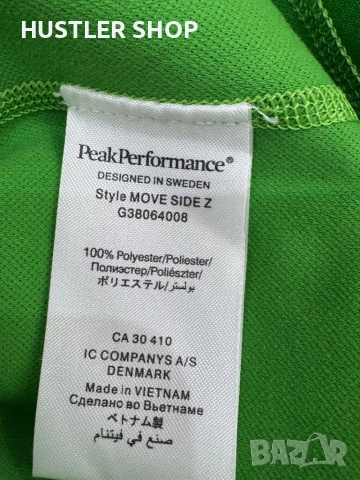 HUSTLER SHOP
PeakPerformance®
DESIGNED IN SWEDEN
Style MOVE SIDE Z
G38064008
100% Polyester/Poliester/
Полиэстер/Poliészter/
ポリエステル/بوليستر
CA 30 410
IC COMPANYS A/S
DENMARK
Made in VIETNAM
Сделано во Вьетнаме
ベトナム製
صنع في فيتنام
BAZAR